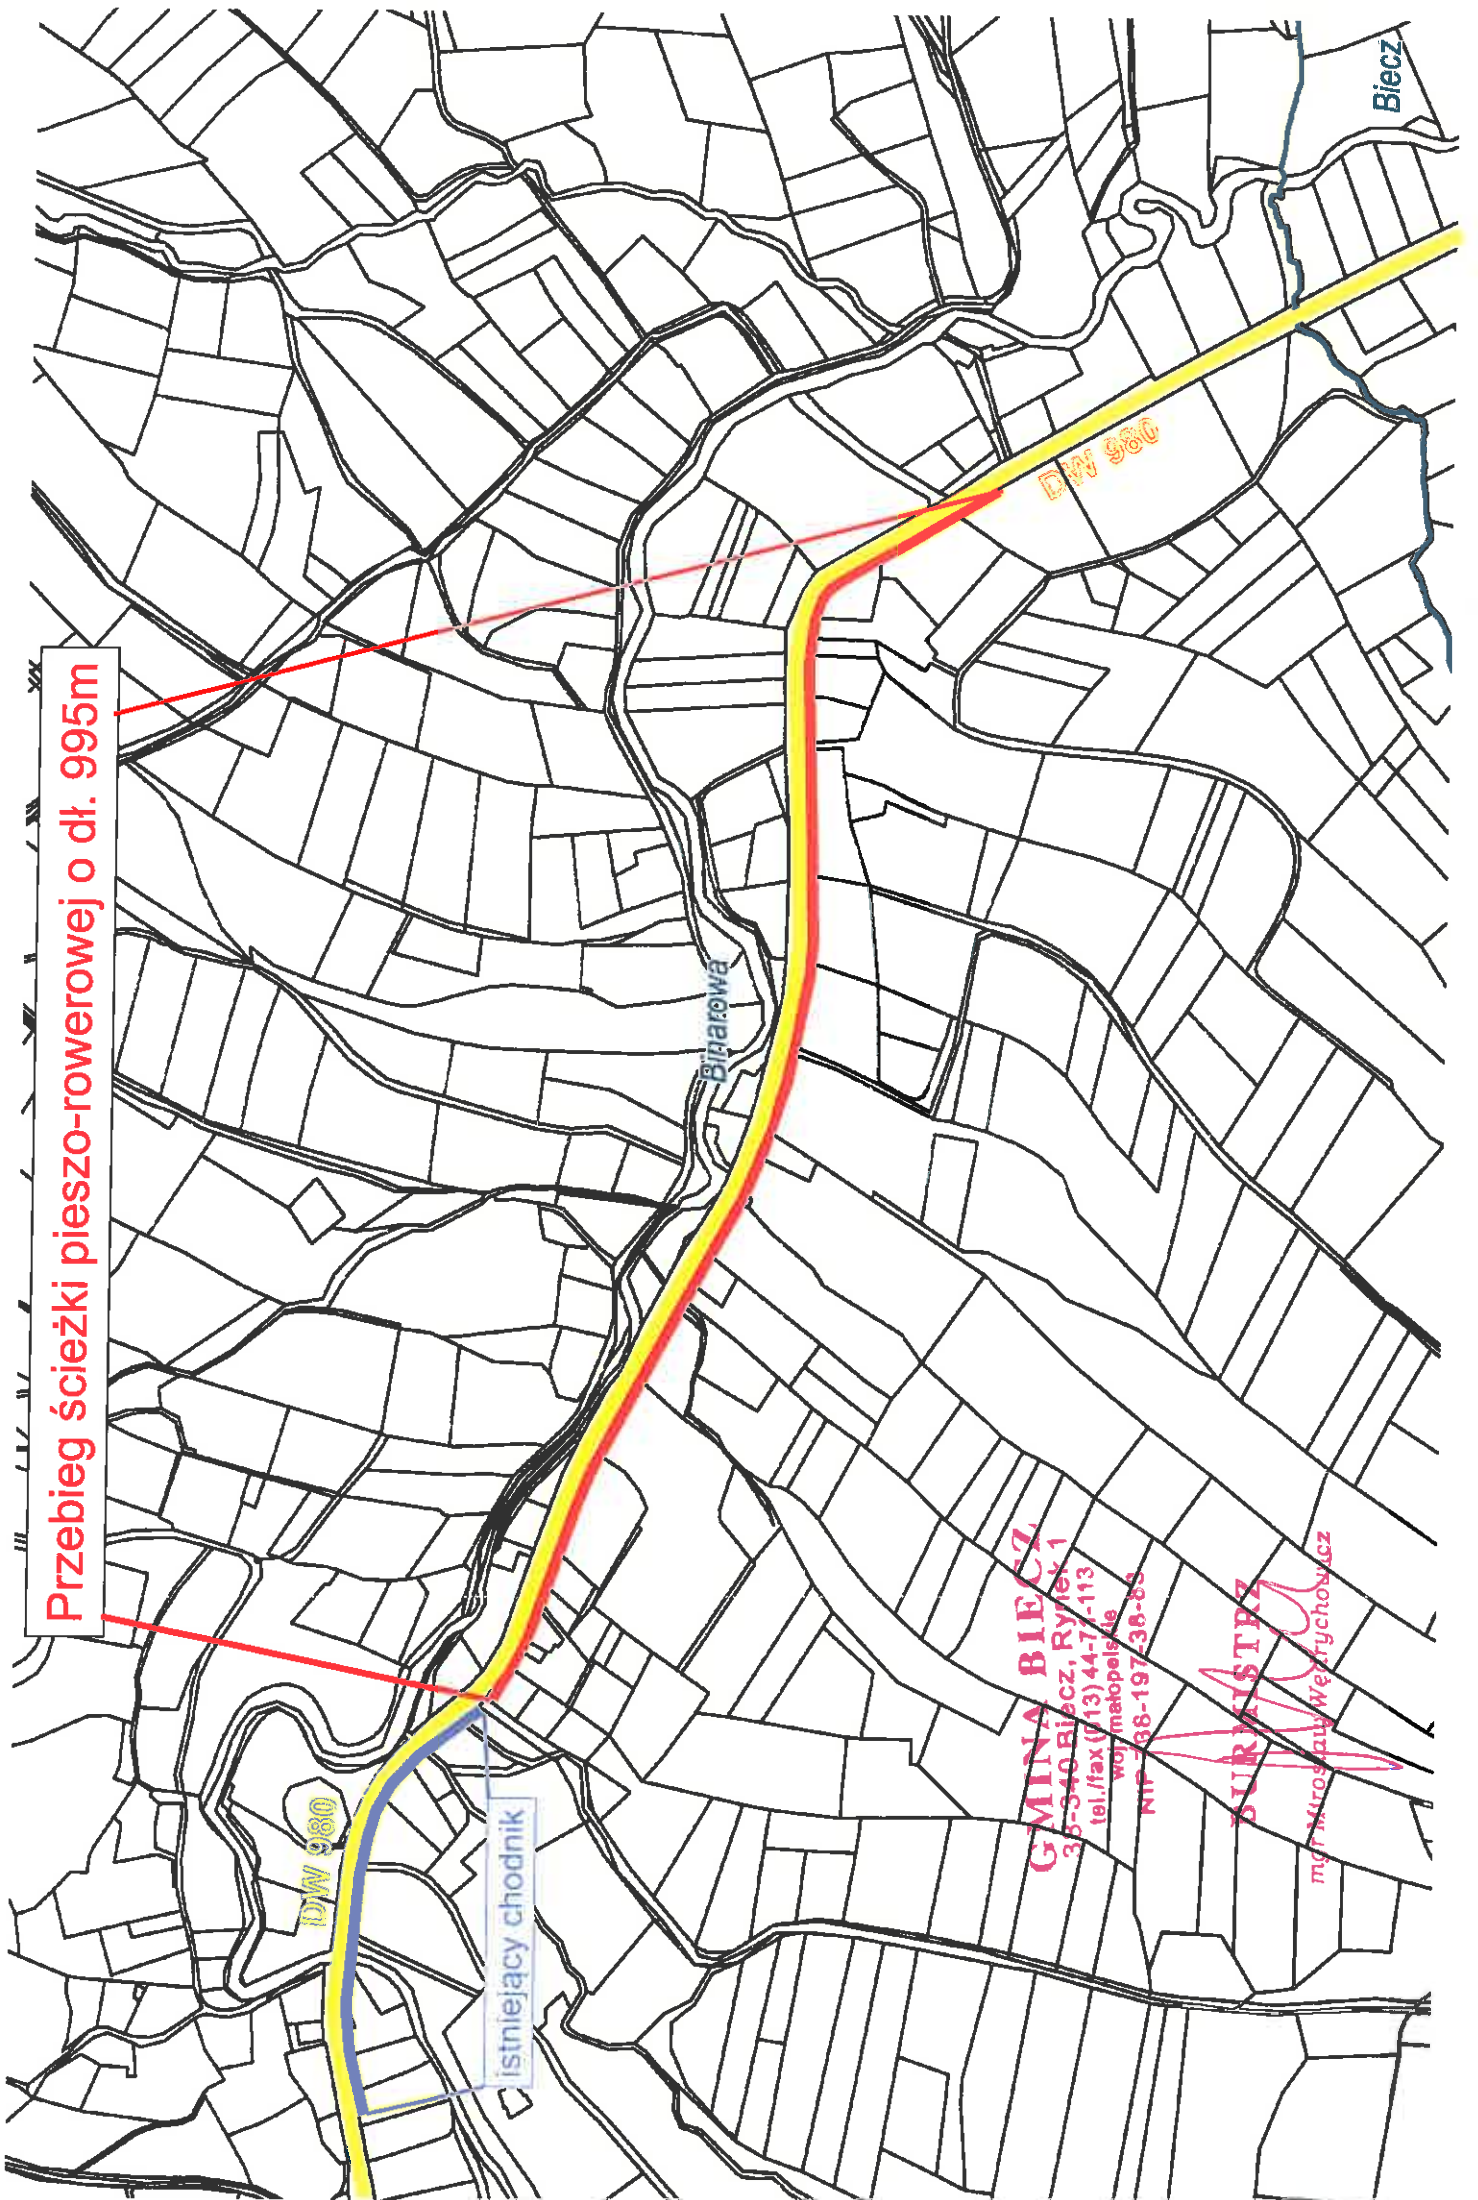 Przebieg ścieżki pieszo-rowerowej o dł. 995m
Biecz
DW 980
Binarowa
DW 980
istniejący chodnik
GMINA BIECZ
38-340 Biecz, Rynek 1
tel./fax (013) 44-71-113
woj. małopolskie
NIP 738-197-38-83
BURMISTRZ
mgr Mirosław Wędrychowicz